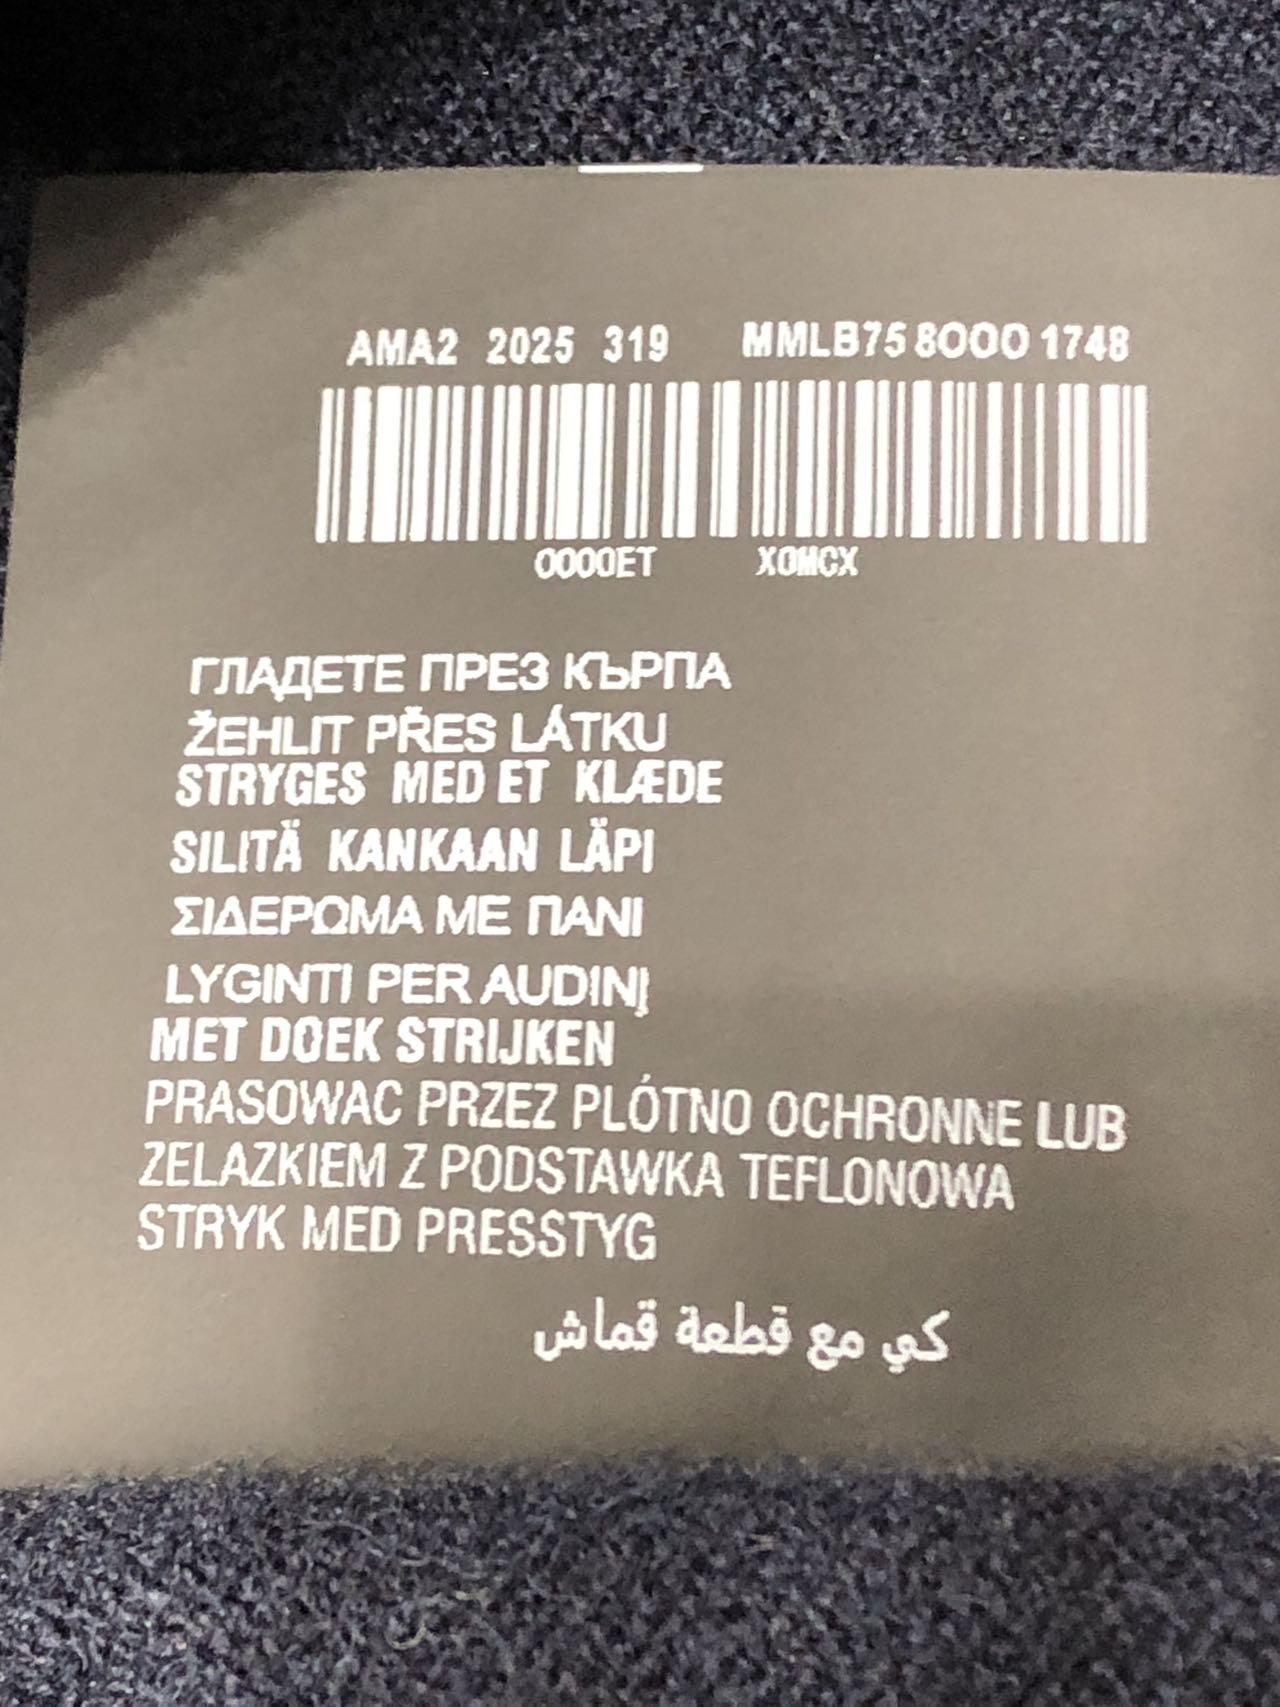 AMA2 2025 319 MMLB75 8000 1748
0000ET X0MCX
ГЛАДЕТЕ ПРЕЗ КЪРПА
ŽEHLIT PŘES LÁTKU
STRYGES MED ET KLÆDE
SILITÄ KANKAAN LÄPI
ΣΙΔΕΡΩΜΑ ΜΕ ΠΑΝΙ
LYGINTI PER AUDINĮ
MET DOEK STRIJKEN
PRASOWAC PRZEZ PLÓTNO OCHRONNE LUB
ZELAZKIEM Z PODSTAWKA TEFLONOWA
STRYK MED PRESSTYG
كي مع قطعة قماش